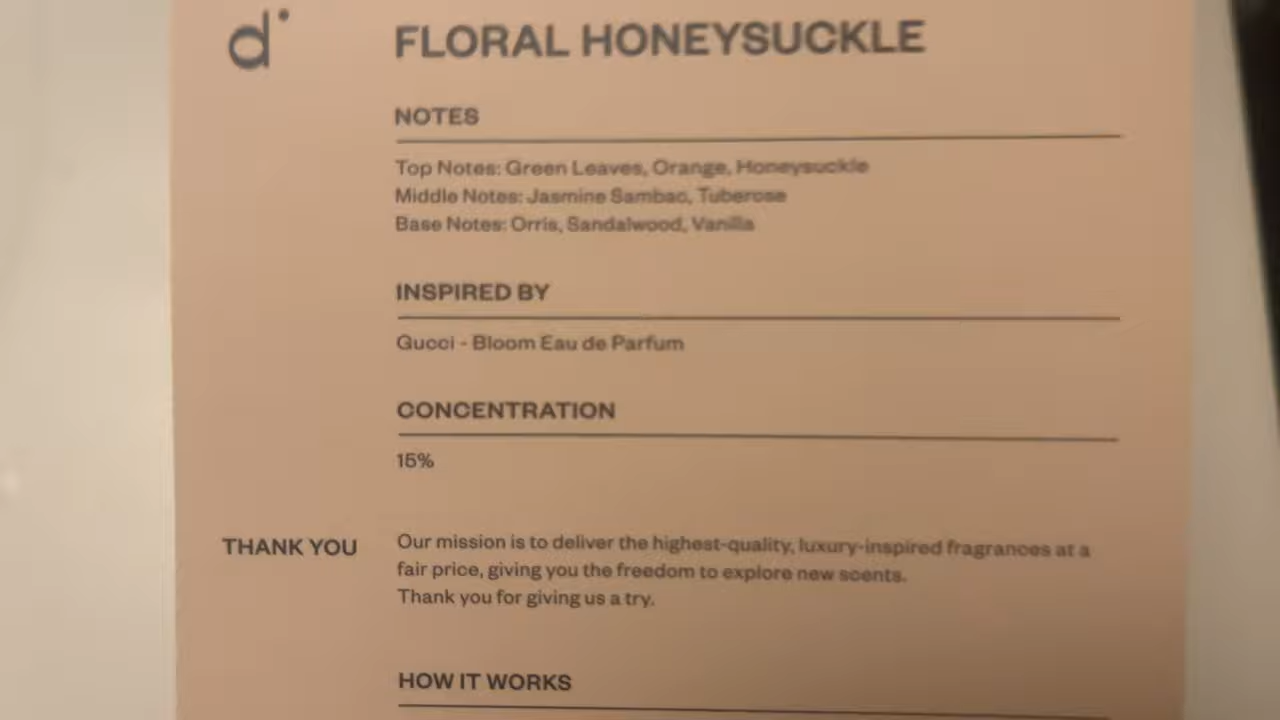 d°
FLORAL HONEYSUCKLE
NOTES
Top Notes: Green Leaves, Orange, Honeysuckle
Middle Notes: Jasmine Sambac, Tuberose
Base Notes: Orris, Sandalwood, Vanilla
INSPIRED BY
Gucci - Bloom Eau de Parfum
CONCENTRATION
15%
THANK YOU
Our mission is to deliver the highest-quality, luxury-inspired fragrances at a
fair price, giving you the freedom to explore new scents.
Thank you for giving us a try.
HOW IT WORKS